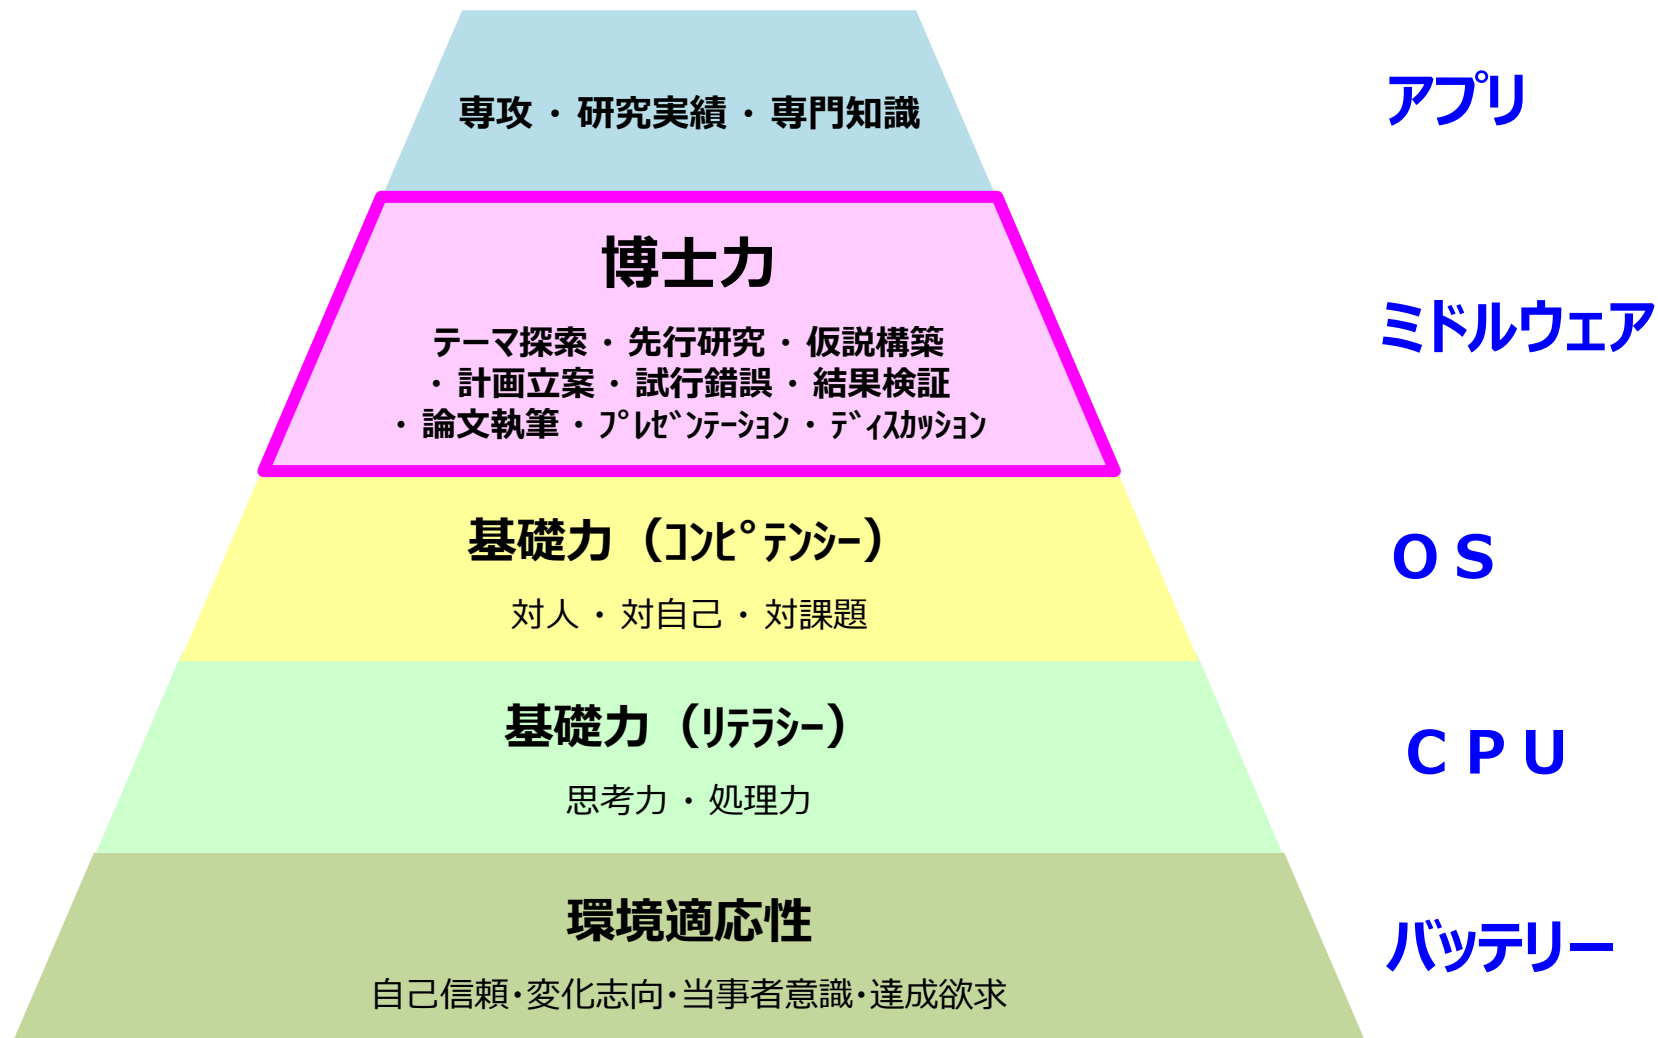 専攻・研究実績・専門知識
アプリ
博士力
テーマ探索・先行研究・仮説構築
・計画立案・試行錯誤・結果検証
・論文執筆・ﾌﾟﾚｾﾞﾝﾃｰｼｮﾝ・ﾃﾞｨｽｶｯｼｮﾝ
ミドルウェア
基礎力（ｺﾝﾋﾟﾃﾝｼｰ）
対人・対自己・対課題
ＯＳ
基礎力（ﾘﾃﾗｼｰ）
思考力・処理力
ＣＰＵ
環境適応性
自己信頼･変化志向･当事者意識･達成欲求
バッテリー